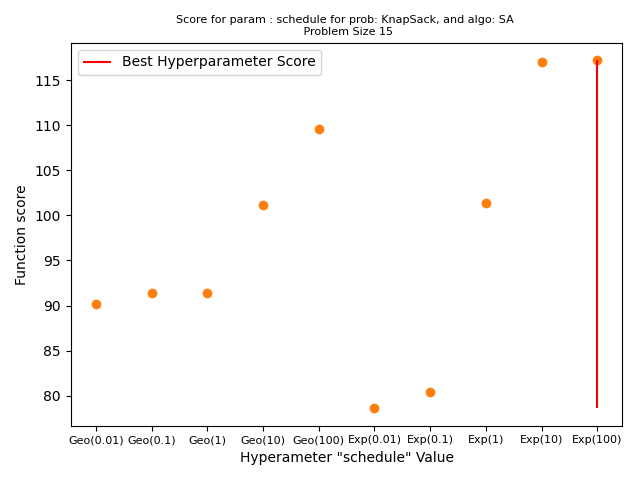 Score for param : schedule for prob: KnapSack, and algo: SA
Problem Size 15
Best Hyperparameter Score
Function score
115
110
105
100
95
90
85
80
Geo(0.01) Geo(0.1) Geo(1) Geo(10) Geo(100) Exp(0.01) Exp(0.1) Exp(1) Exp(10) Exp(100)
Hyperameter "schedule" Value